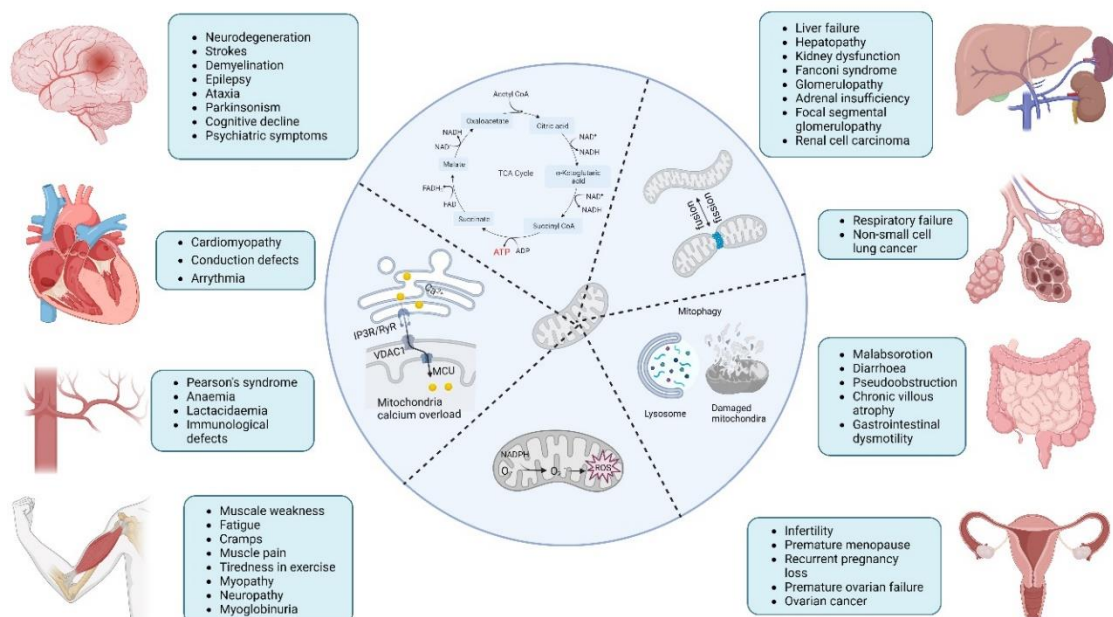 Neurodegeneration
Strokes
Demyelination
Epilepsy
Ataxia
Parkinsonism
Cognitive decline
Psychiatric symptoms
Cardiomyopathy
Conduction defects
Arrythmia
Pearson's syndrome
Anaemia
Lactacidaemia
Immunological
defects
Muscale weakness
Fatigue
Cramps
Muscle pain
Tiredness in exercise
Myopathy
Neuropathy
Myoglobinuria
Acetyl CoA
Oxaloacetate
Citric acid
NADH
NAD⁺
NAD⁺
NADH
Malate
TCA Cycle
α-Ketoglutaric
acid
FADH₂
FAD
NAD⁺
NADH
Succinate
Succinyl CoA
ATP
ADP
fusion
fission
Ca²⁺
IP3R/RyR
VDAC1
MCU
Mitochondria
calcium overload
Mitophagy
Lysosome
Damaged
mitochondira
NADPH
ROS
Liver failure
Hepatopathy
Kidney dysfunction
Fanconi syndrome
Glomerulopathy
Adrenal insufficiency
Focal segmental
glomerulopathy
Renal cell carcinoma
Respiratory failure
Non-small cell
lung cancer
Malabsorotion
Diarrhoea
Pseudoobstruction
Chronic villous
atrophy
Gastrointestinal
dysmotility
Infertility
Premature menopause
Recurrent pregnancy
loss
Premature ovarian failure
Ovarian cancer